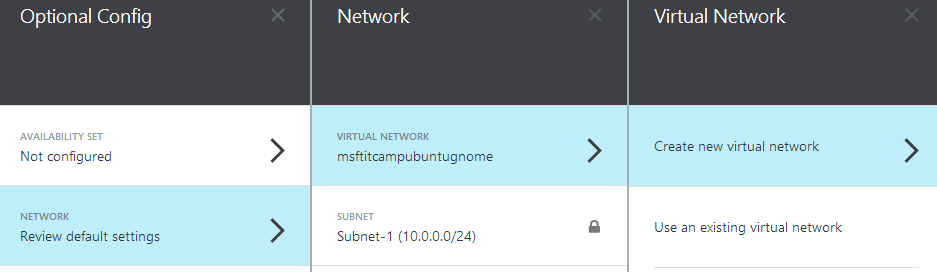 Optional Config
AVAILABILITY SET
Not configured
NETWORK
Review default settings
Network
VIRTUAL NETWORK
msftitcampubuntugnome
SUBNET
Subnet-1 (10.0.0.0/24)
Virtual Network
Create new virtual network
Use an existing virtual network